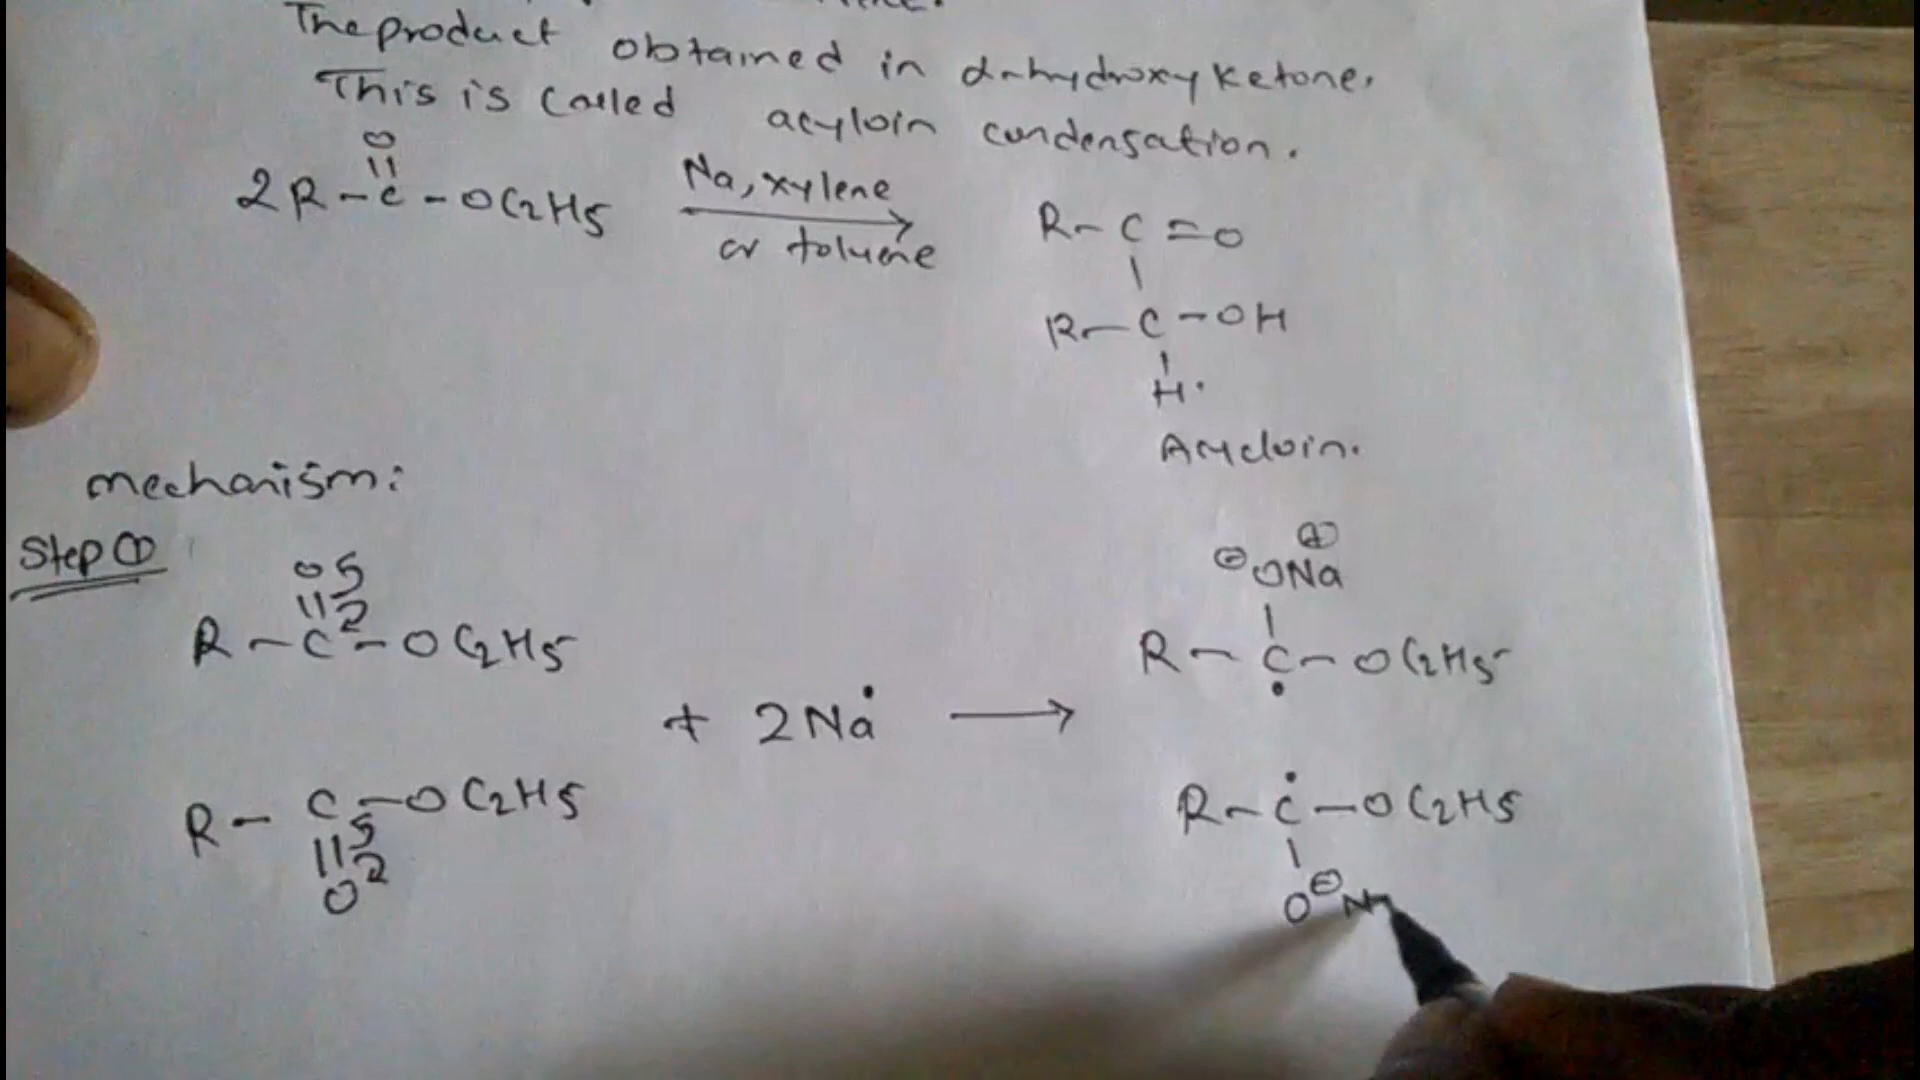 The product obtained in α-hydroxy ketone.
This is called acyloin condensation.
O
||
2R-C-OC2H5
Na, xylene
or toluene
R-C=O
|
R-C-OH
|
H.
mechanism:
Step ①
O
||
R-C-OC2H5
+ 2Na• →
R-C-OC2H5
||
O
⊖ONa⊕
|
R-C-OC2H5
•
•
R-C-OC2H5
|
O⊖ N